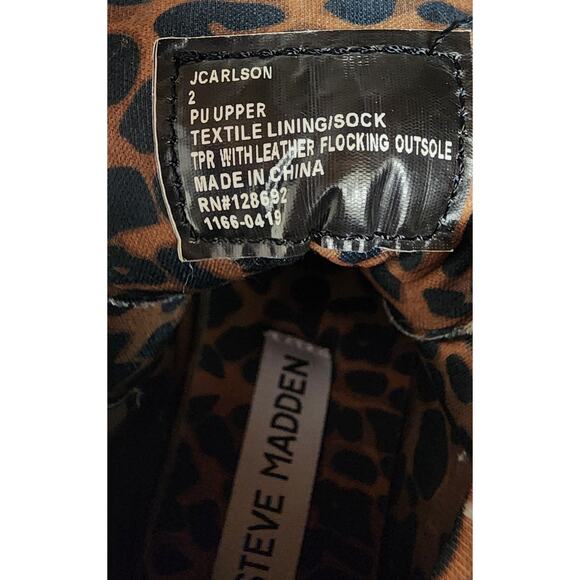 JCARLSON
2
PU UPPER
TEXTILE LINING/SOCK
TPR WITH LEATHER FLOCKING OUTSOLE
MADE IN CHINA
RN#128692
1166-0419
STEVE MADDEN